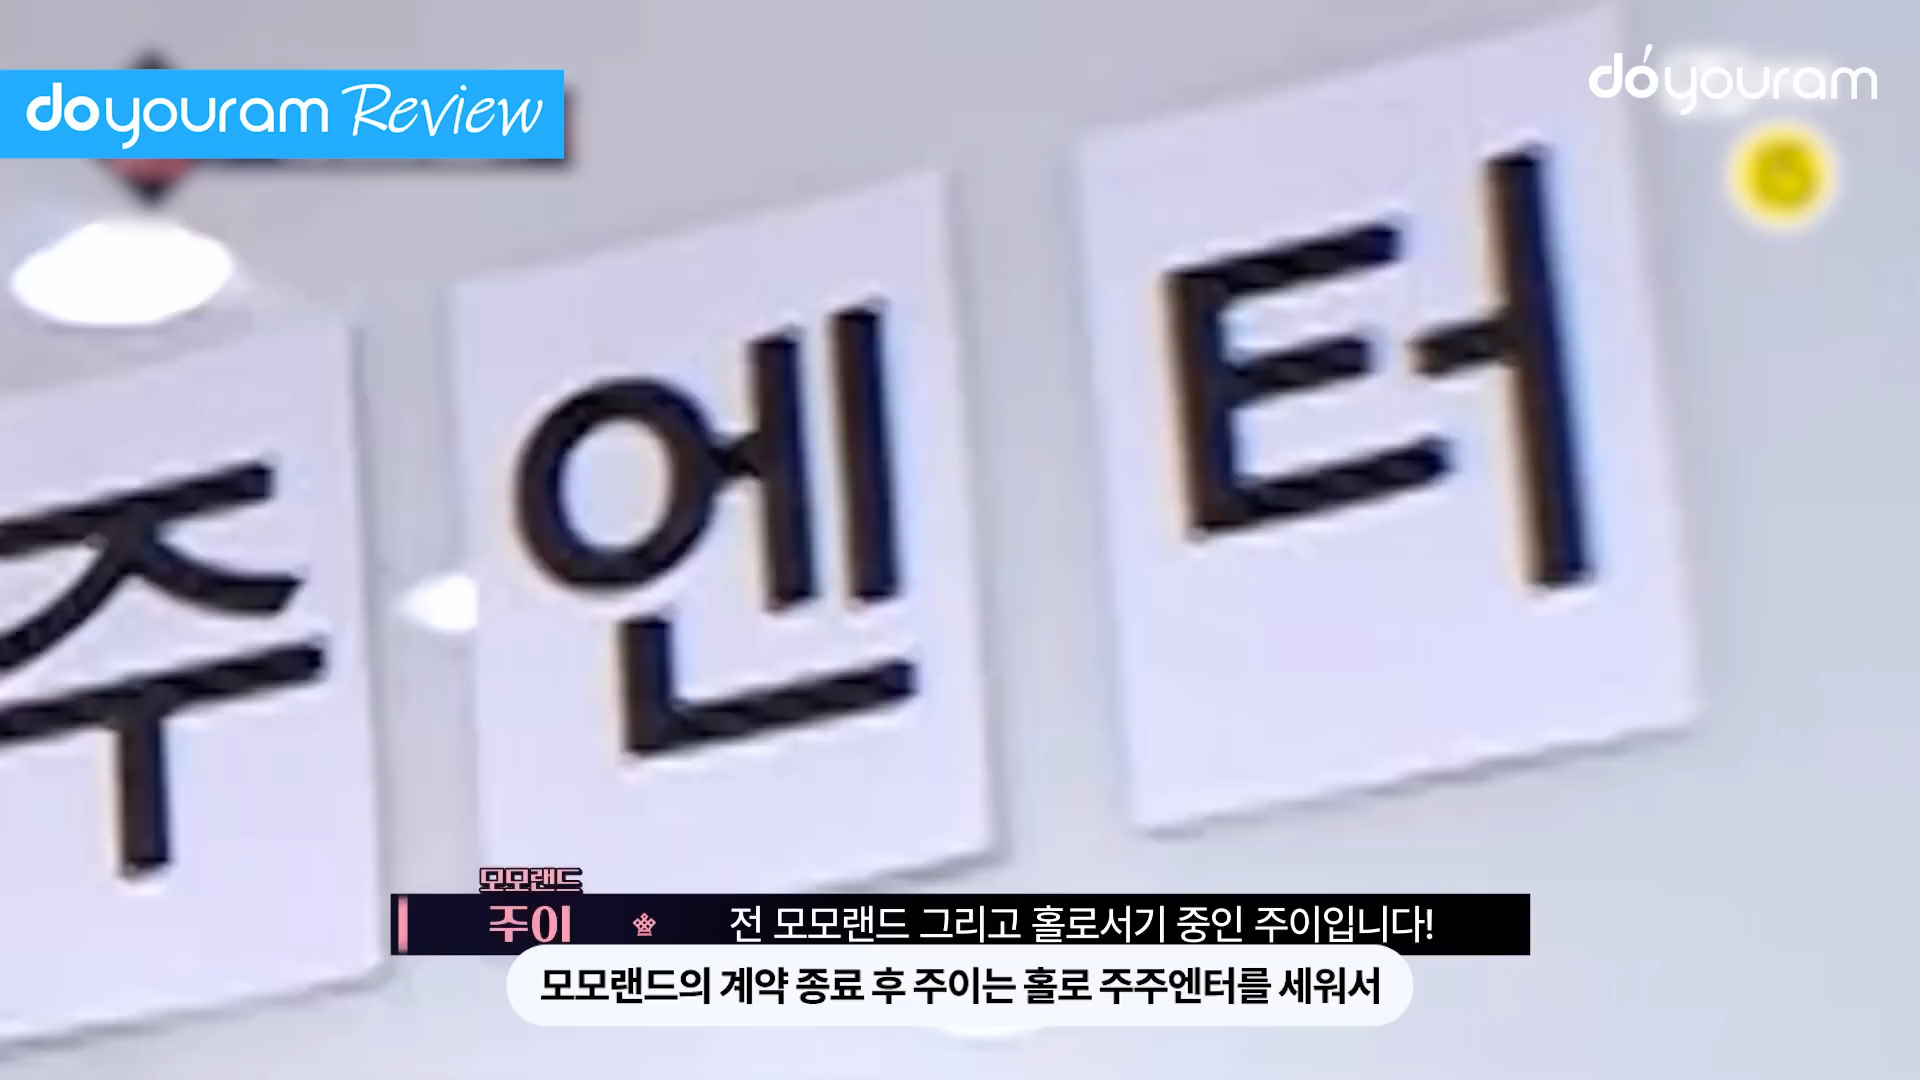 doyouram Review
doyouram
주엔터
모모랜드
주이 전 모모랜드 그리고 홀로서기 중인 주이입니다!
모모랜드의 계약 종료 후 주이는 홀로 주주엔터를 세워서